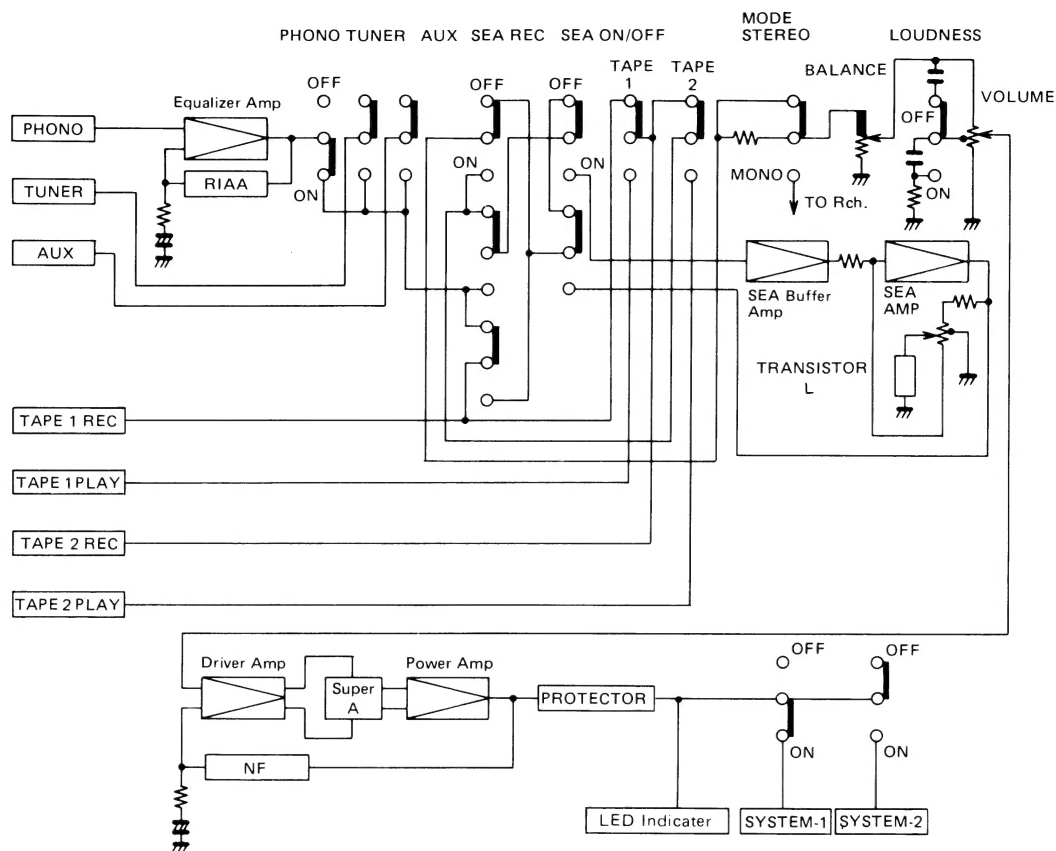 MODE
PHONO TUNER AUX SEA REC SEA ON/OFF STEREO LOUDNESS
TAPE 1 TAPE 2 BALANCE
OFF OFF OFF
Equalizer Amp
VOLUME
PHONO
OFF
RIAA
ON ON ON MONO ON
TO Rch.
TUNER
AUX
SEA Buffer Amp
SEA AMP
TRANSISTOR L
TAPE 1 REC
TAPE 1 PLAY
TAPE 2 REC
TAPE 2 PLAY
Driver Amp
Super A
Power Amp
PROTECTOR
OFF OFF
ON ON
NF
LED Indicater
SYSTEM-1
SYSTEM-2